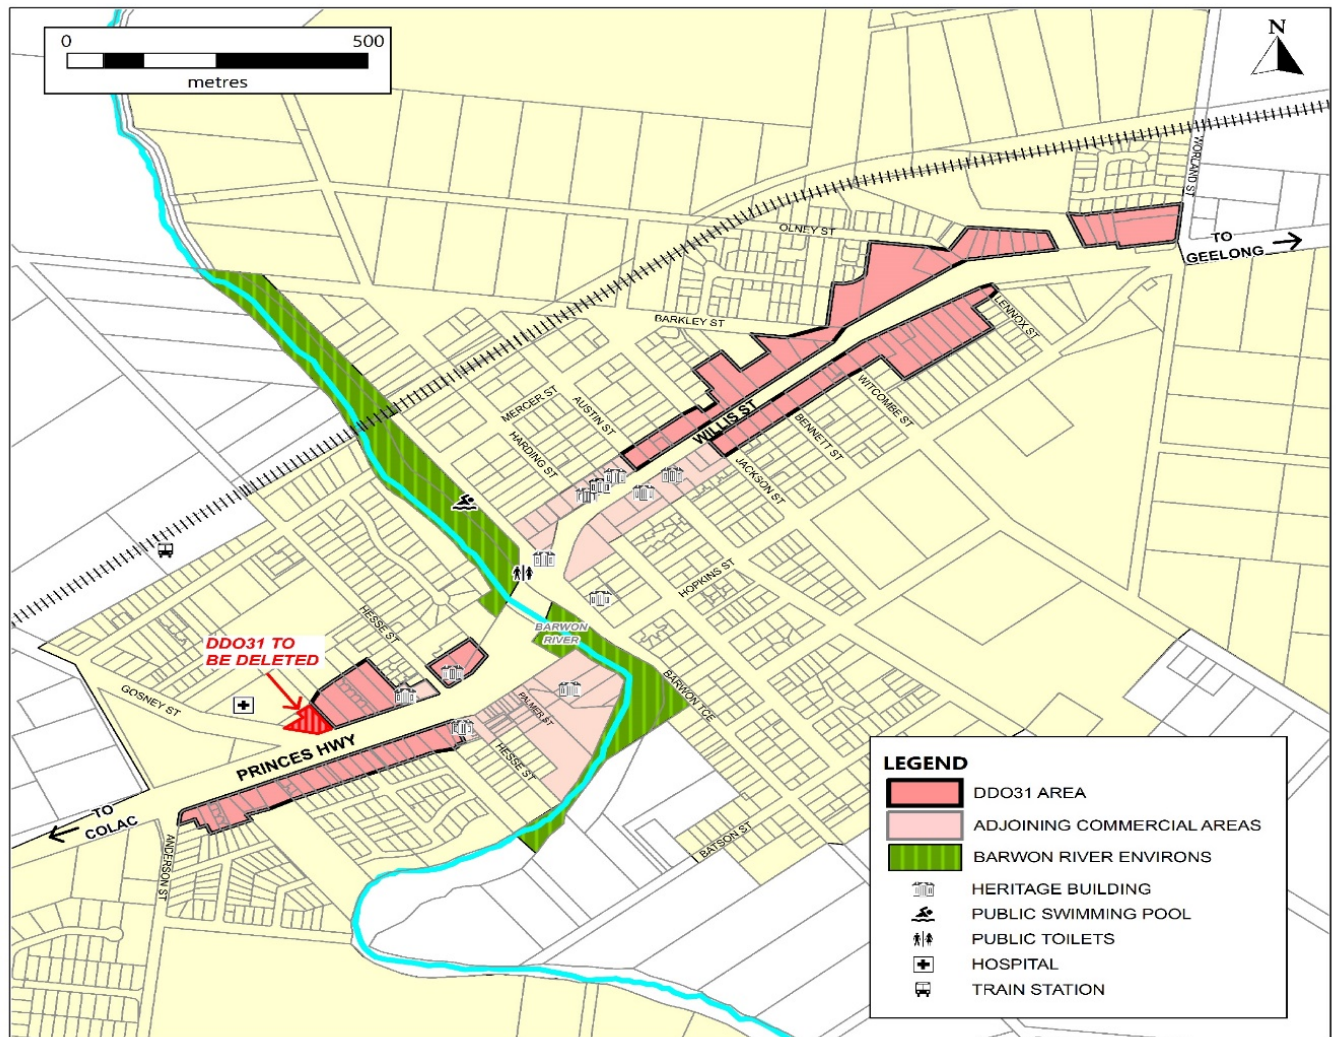 0 500
metres
N
WORLAND ST
OLNEY ST
TO
GEELONG
LENNOX ST
BARKLEY ST
MERCER ST
AUSTIN ST
HARDING ST
WILLIS ST
WITCOMBE ST
BENNETT ST
JACKSON ST
HOPKINS ST
HESSE ST
BARWON
RIVER
DDO31 TO
BE DELETED
GOSNEY ST
BARWON TCE
PALMER ST
HESSE ST
PRINCES HWY
TO
COLAC
ANDERSON ST
BATSON ST
LEGEND
DDO31 AREA
ADJOINING COMMERCIAL AREAS
BARWON RIVER ENVIRONS
HERITAGE BUILDING
PUBLIC SWIMMING POOL
PUBLIC TOILETS
HOSPITAL
TRAIN STATION